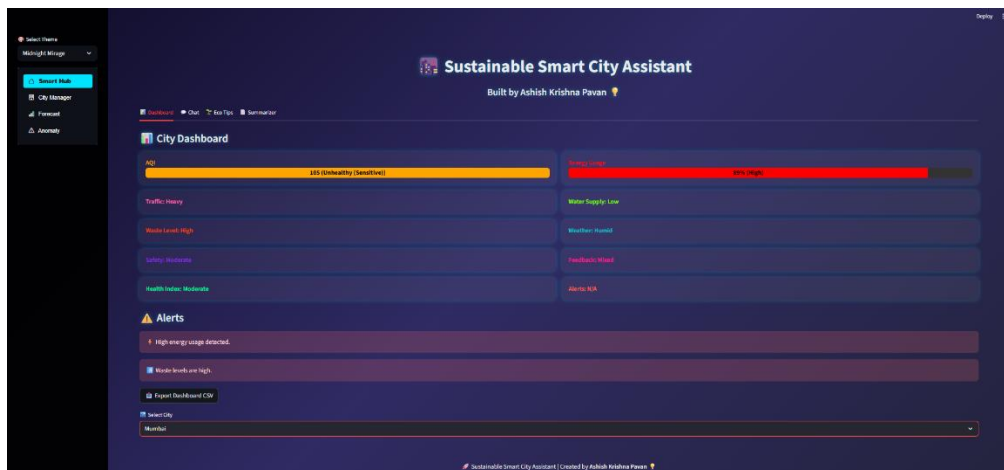 Deploy
Select Theme
Midnight Mirage
Smart Hub
City Manager
Forecast
Anomaly
Sustainable Smart City Assistant
Built by Ashish Krishna Pavan
Dashboard Chat Eco Tips Summarizer
City Dashboard
AQI
Energy Usage
(Unhealthy (Sensitive))
(High)
Traffic: Heavy
Water Supply: Low
Waste Level: High
Weather: Humid
Safety: Moderate
Feedback: Mixed
Health Index: Moderate
Alerts: N/A
Alerts
High energy usage detected.
Waste levels are high.
Export Dashboard CSV
Select City
Mumbai
Sustainable Smart City Assistant | Created by Ashish Krishna Pavan